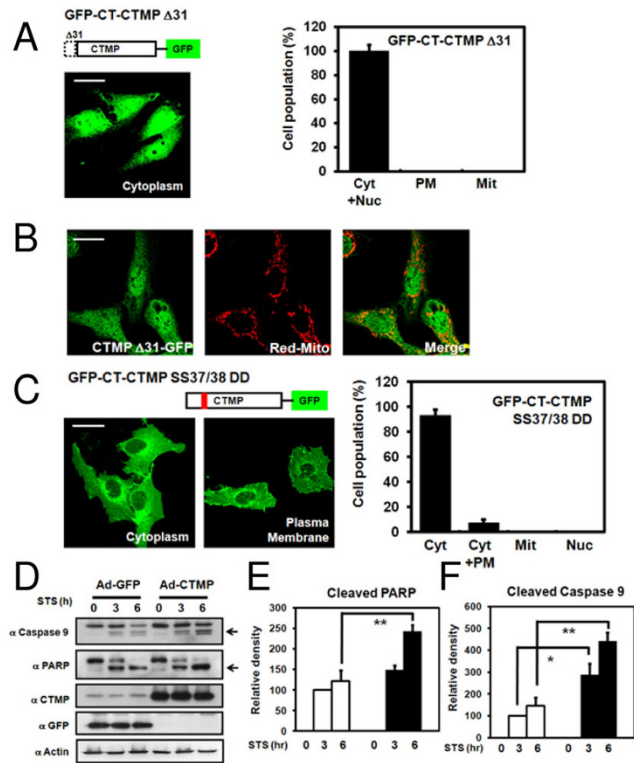 A
GFP-CT-CTMP Δ31
Δ31
CTMP
GFP
Cytoplasm
Cell population (%)
120
100
80
60
40
20
0
GFP-CT-CTMP Δ31
Cyt
+Nuc
PM
Mit
B
CTMP Δ31-GFP
Red-Mito
Merge
C
GFP-CT-CTMP SS37/38 DD
CTMP
GFP
Cytoplasm
Plasma
Membrane
Cell population (%)
120
100
80
60
40
20
0
GFP-CT-CTMP
SS37/38 DD
Cyt
Cyt
+PM
Mit
Nuc
D
Ad-GFP
Ad-CTMP
STS (h)
0 3 6 0 3 6
α Caspase 9
α PARP
α CTMP
α GFP
α Actin
E
Cleaved PARP
Relative density
300
250
200
150
100
50
0
**
STS (hr) 0 3 6 0 3 6
F
Cleaved Caspase 9
Relative density
600
500
400
300
200
100
0
**
*
STS (hr) 0 3 6 0 3 6